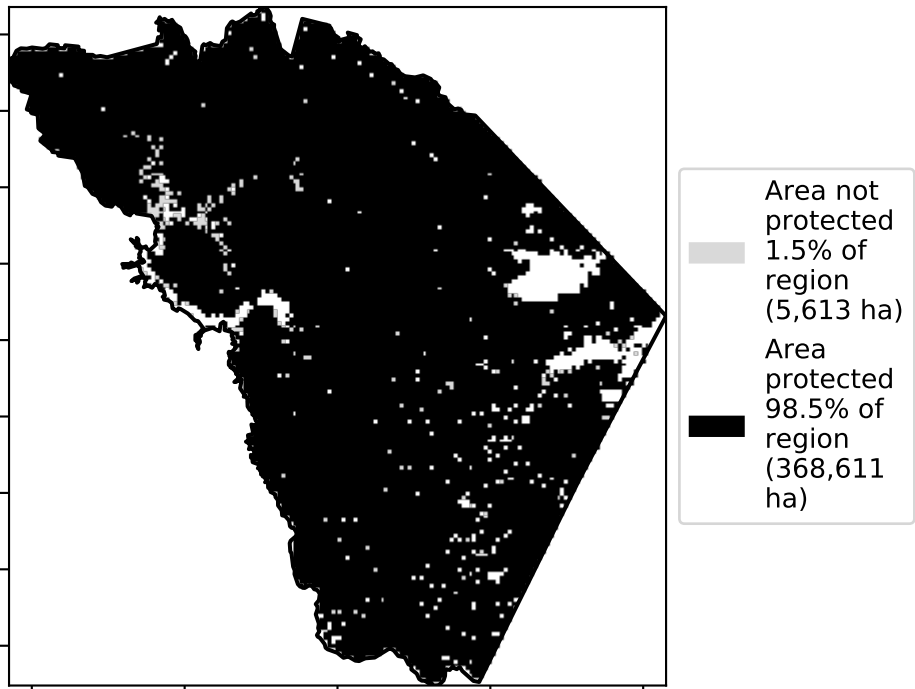 Area not
protected
1.5% of
region
(5,613 ha)
Area
protected
98.5% of
region
(368,611
ha)